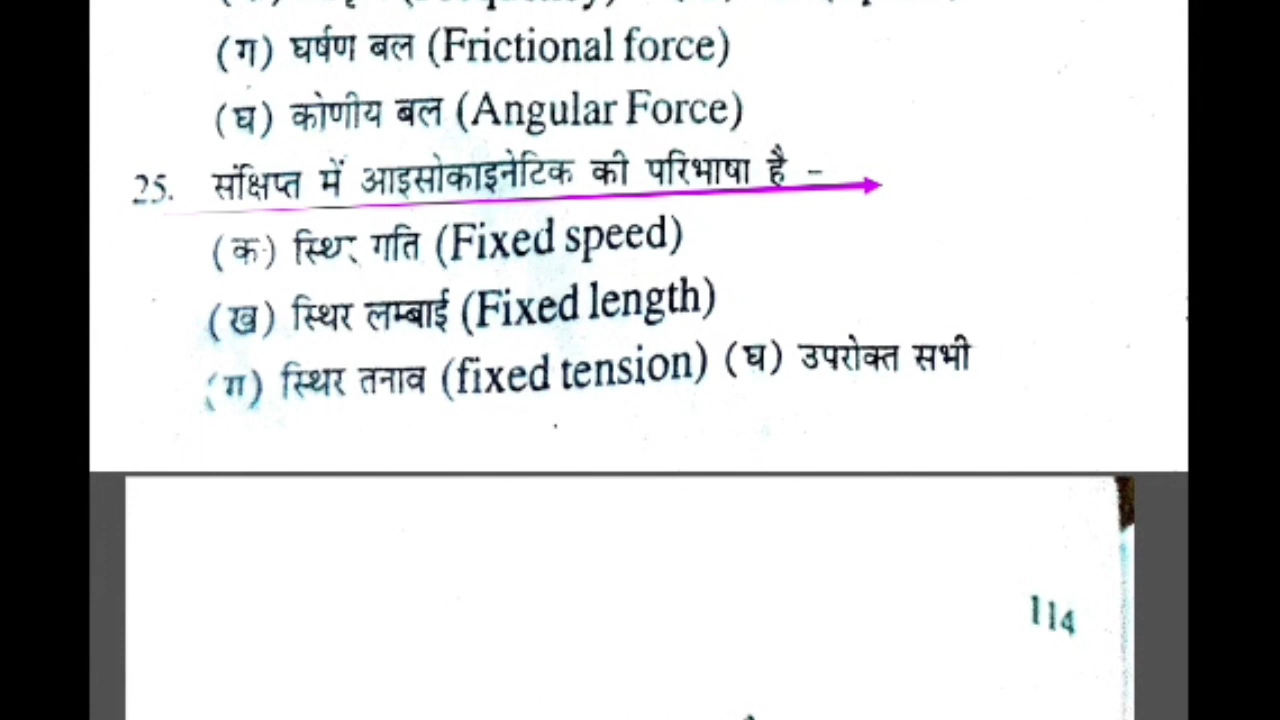 (ग) घर्षण बल (Frictional force)
(घ) कोणीय बल (Angular Force)
25. संक्षिप्त में आइसोकाइनेटिक की परिभाषा है -
(क) स्थिर गति (Fixed speed)
(ख) स्थिर लम्बाई (Fixed length)
(ग) स्थिर तनाव (fixed tension) (घ) उपरोक्त सभी
114